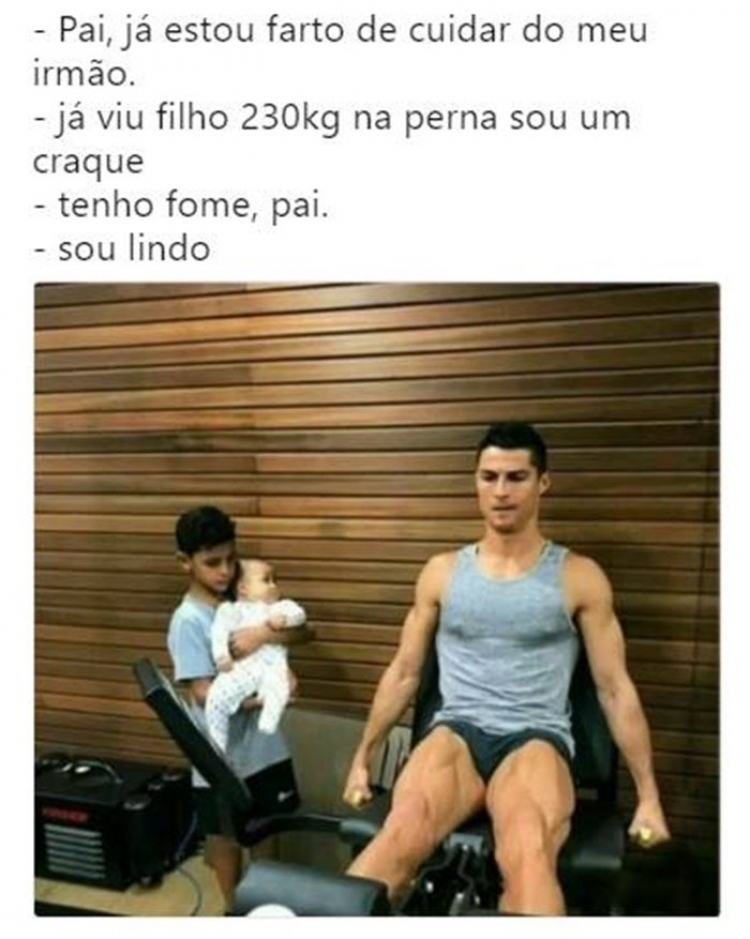 - Pai, já estou farto de cuidar do meu
irmão.
- já viu filho 230kg na perna sou um
craque
- tenho fome, pai.
- sou lindo